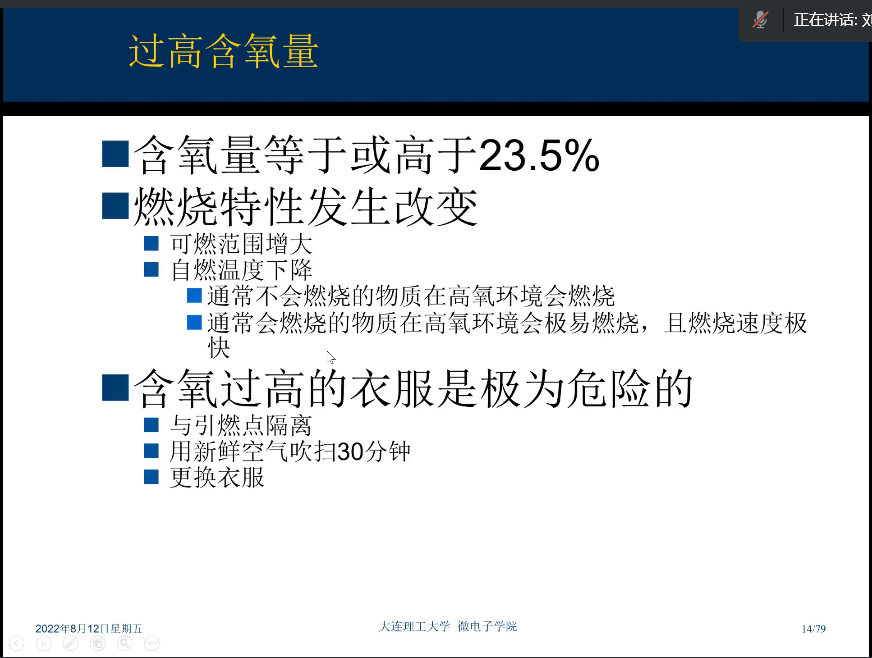 正在讲话: 刘
过高含氧量
含氧量等于或高于23.5%
燃烧特性发生改变
可燃范围增大
自燃温度下降
通常不会燃烧的物质在高氧环境会燃烧
通常会燃烧的物质在高氧环境会极易燃烧，且燃烧速度极
快
含氧过高的衣服是极为危险的
与引燃点隔离
用新鲜空气吹扫30分钟
更换衣服
2022年8月12日星期五
大连理工大学 微电子学院
14/79